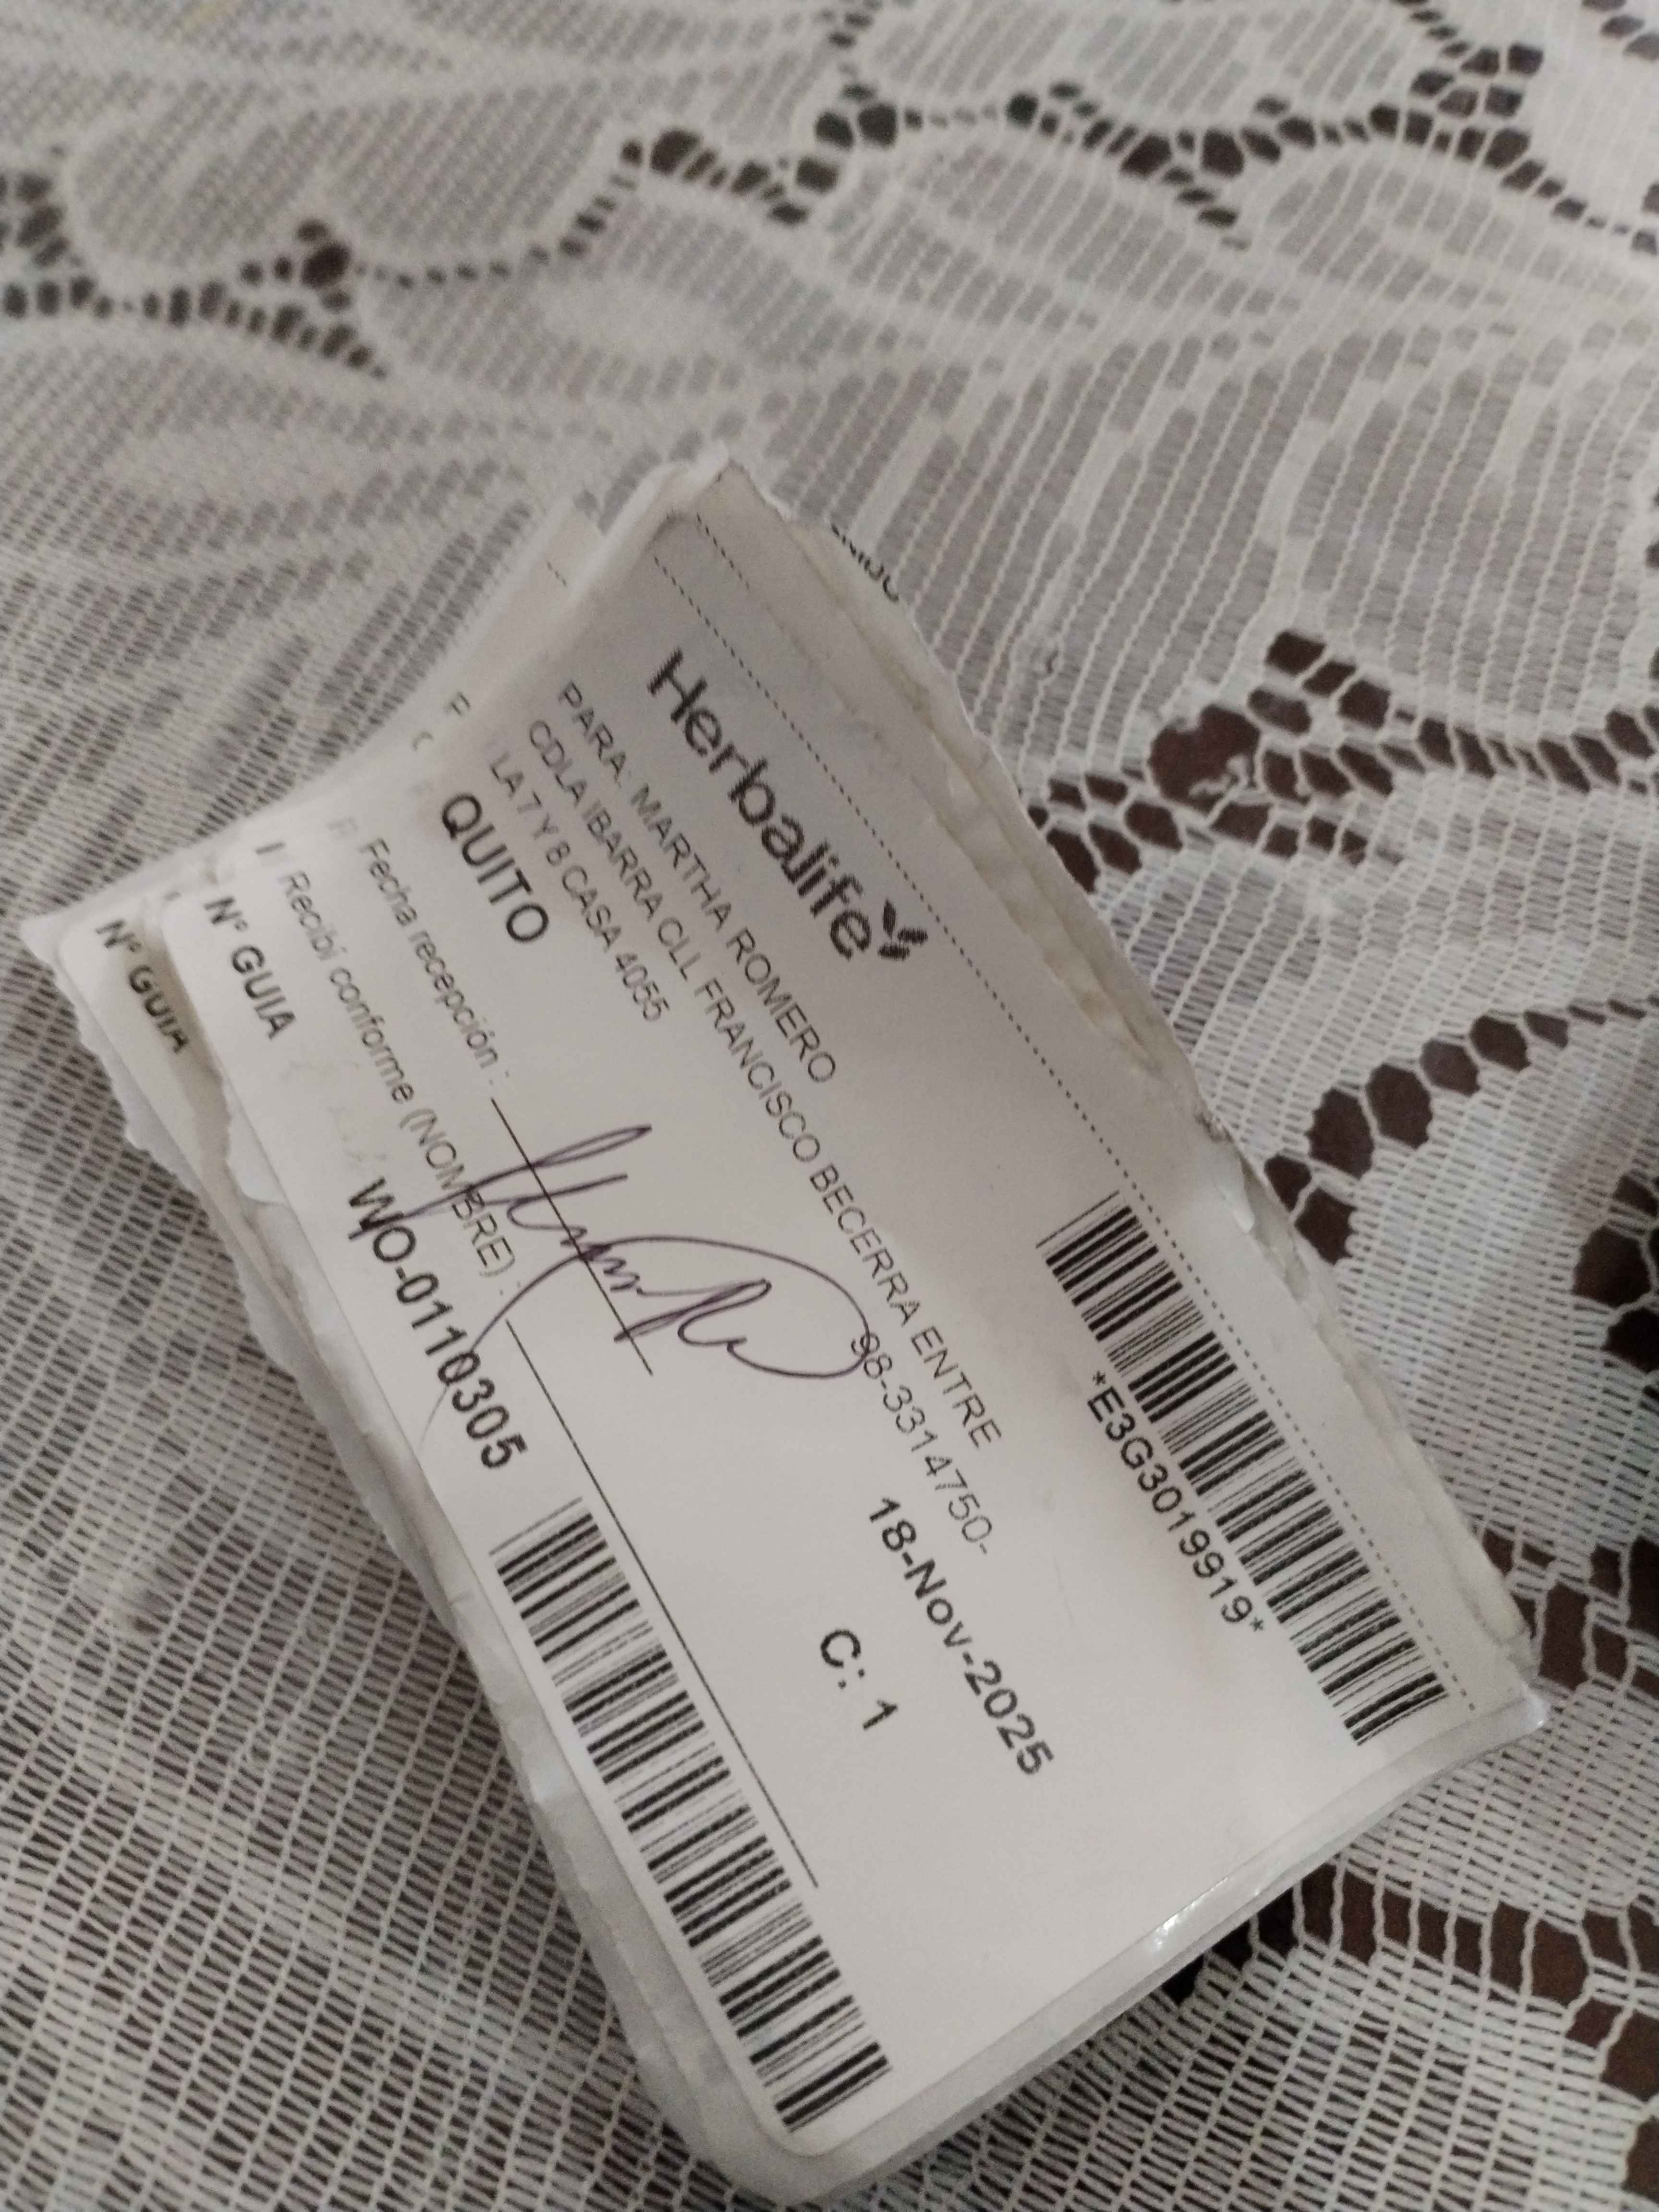 Herbalife
*E3G3019919*
PARA: MARTHA ROMERO
CDLA IBARRA CLL FRANCISCO BECERRA ENTRE
LA 7 Y 8 CASA 4055
98-3314750-
QUITO
18-Nov-2025
C: 1
Fecha recepción :
Recibí conforme (NOMBRE) :
Nº GUIA
WO-0110305
Nº GUIA